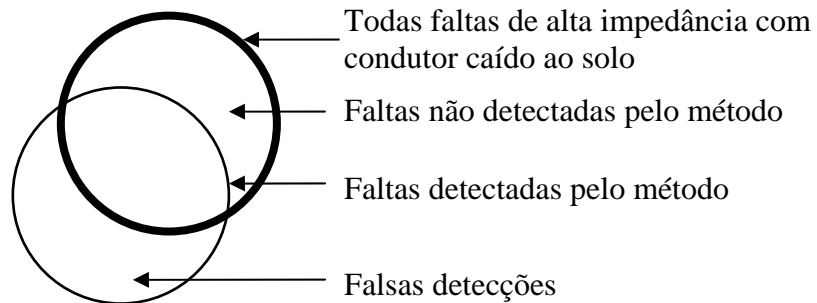 Todas faltas de alta impedância com
condutor caído ao solo
Faltas não detectadas pelo método
Faltas detectadas pelo método
Falsas detecções